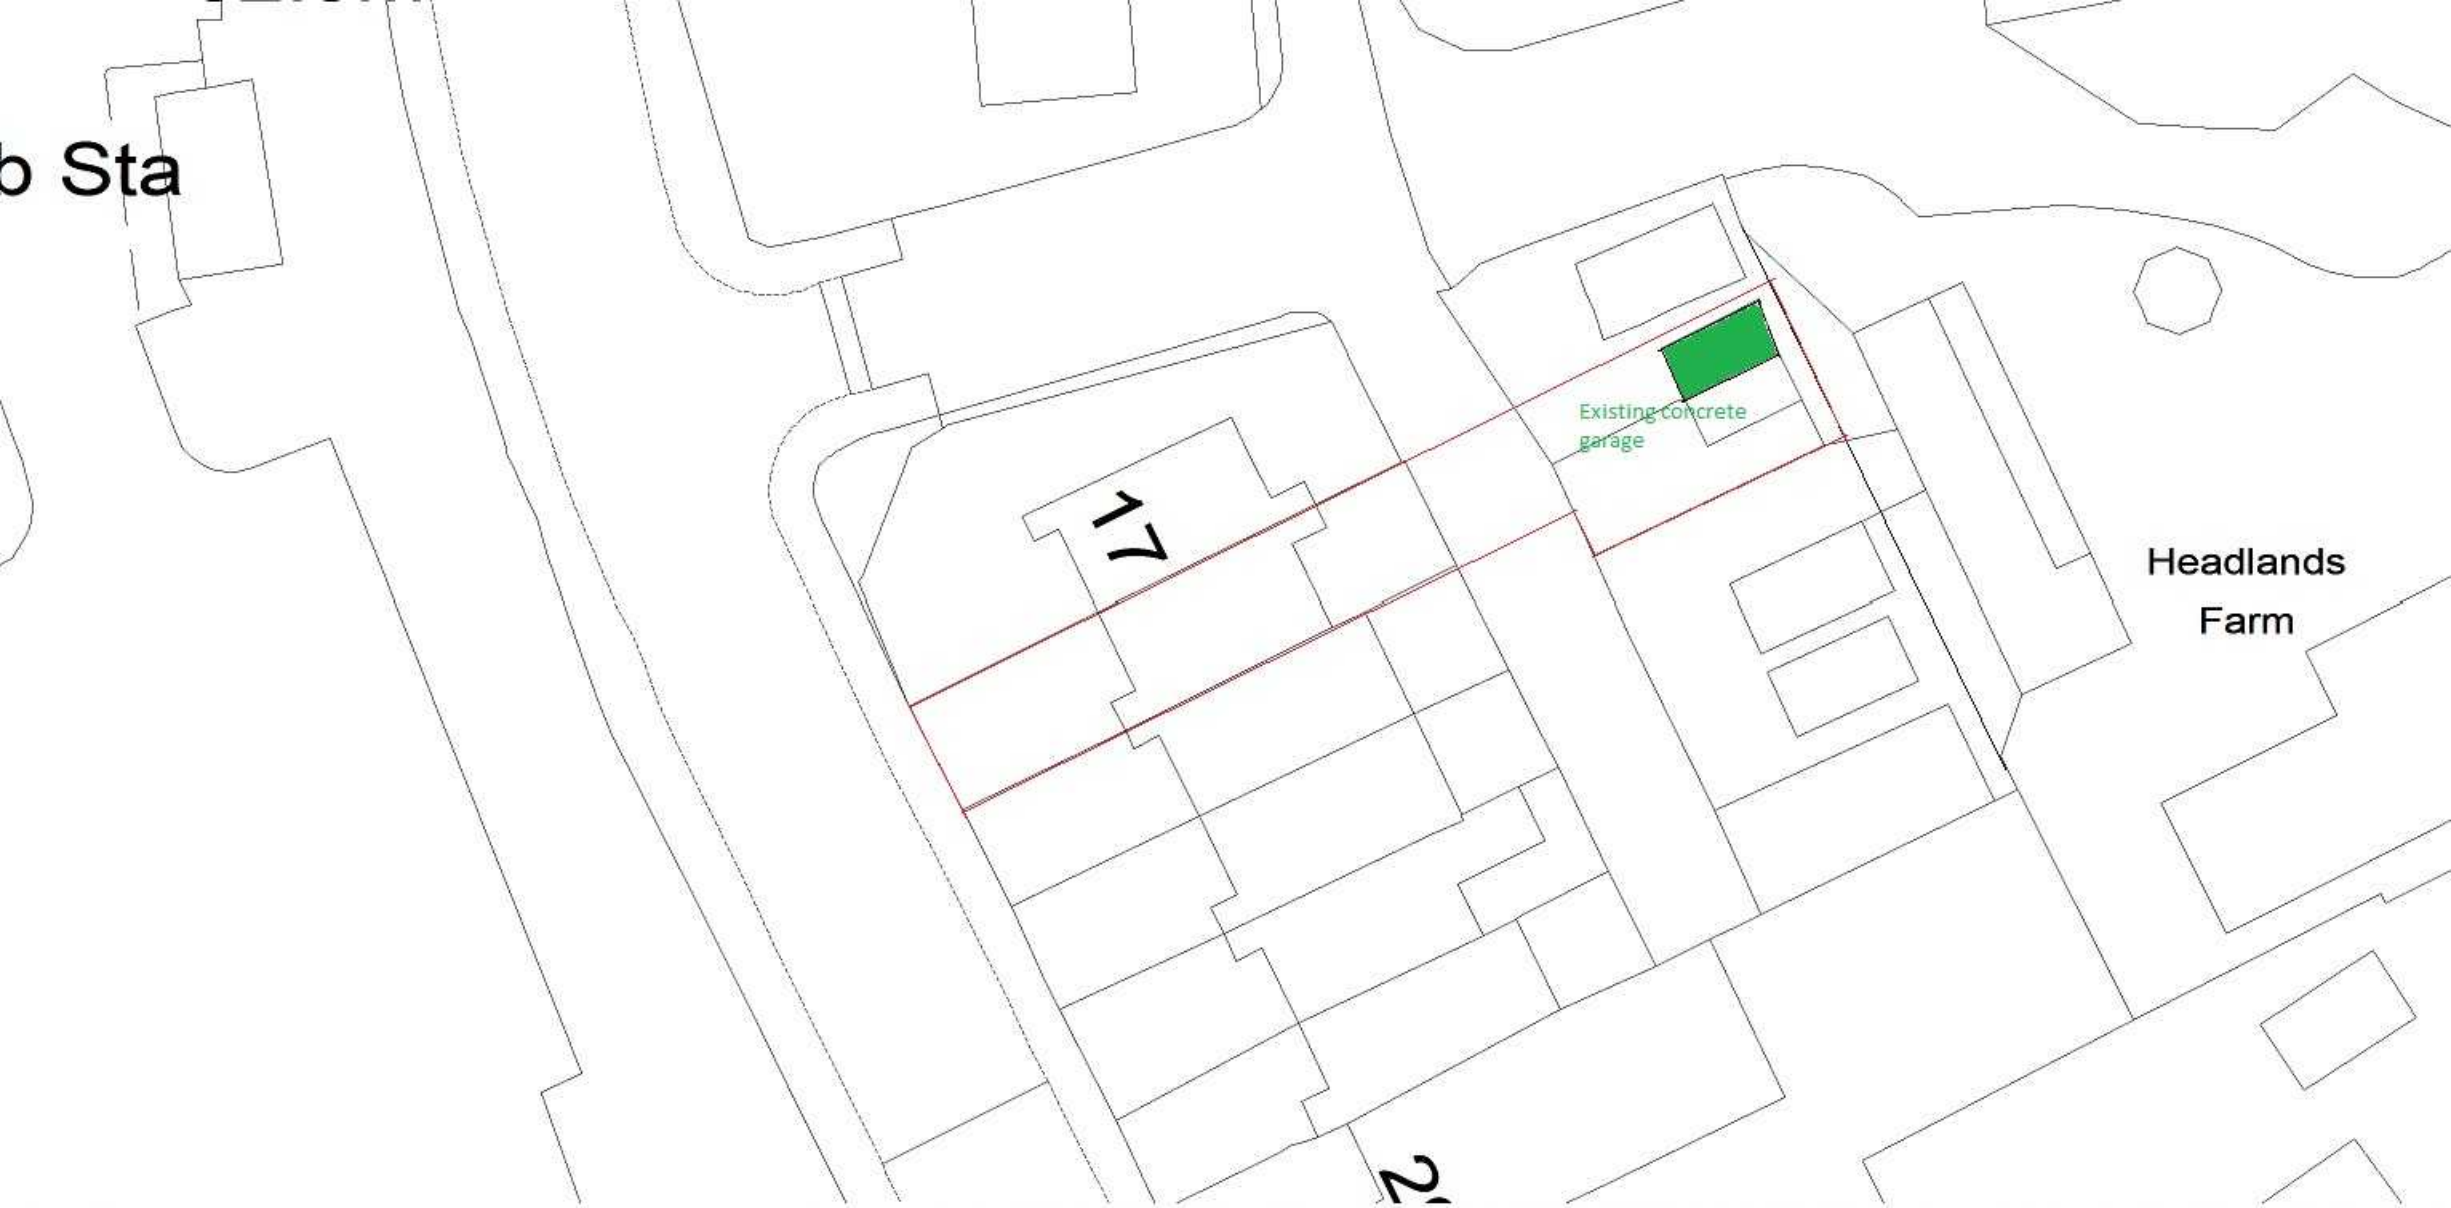 b Sta
17
Existing concrete
garage
Headlands
Farm